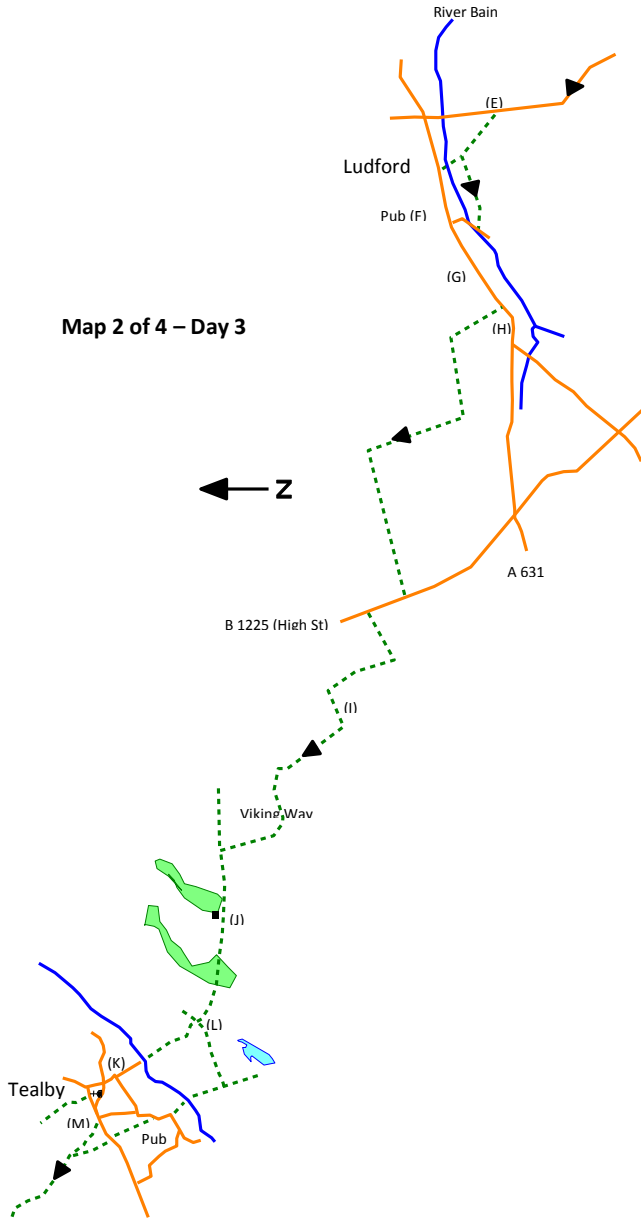 River Bain
(E)
Ludford
Pub (F)
(G)
Map 2 of 4 – Day 3
(H)
N
A 631
B 1225 (High St)
(I)
Viking Way
(J)
(L)
(K)
Tealby
(M)
Pub